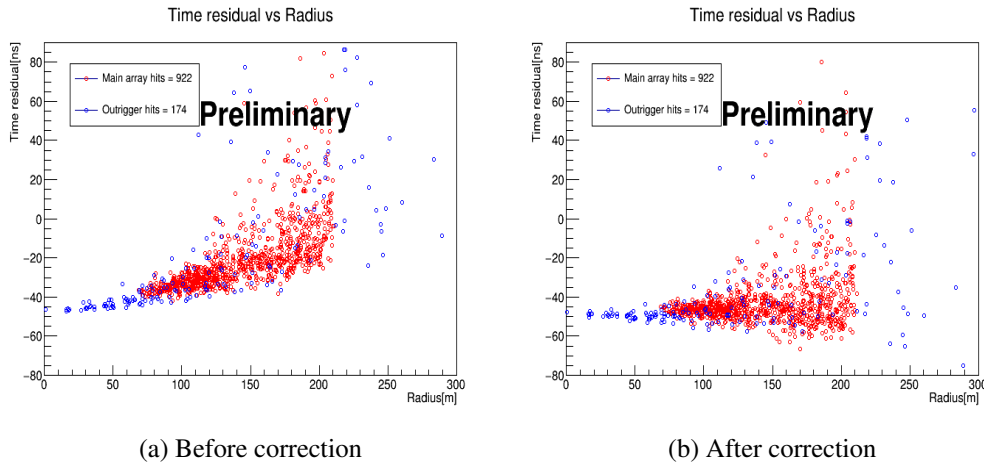 Time residual vs Radius
Time residual[ns]
80
60
40
20
0
−20
−40
−60
−80
Main array hits = 922
Outrigger hits = 174
Preliminary
0 50 100 150 200 250 300
Radius[m]
(a) Before correction
Time residual vs Radius
Time residual[ns]
80
60
40
20
0
−20
−40
−60
−80
Main array hits = 922
Outrigger hits = 174
Preliminary
0 50 100 150 200 250 300
Radius[m]
(b) After correction